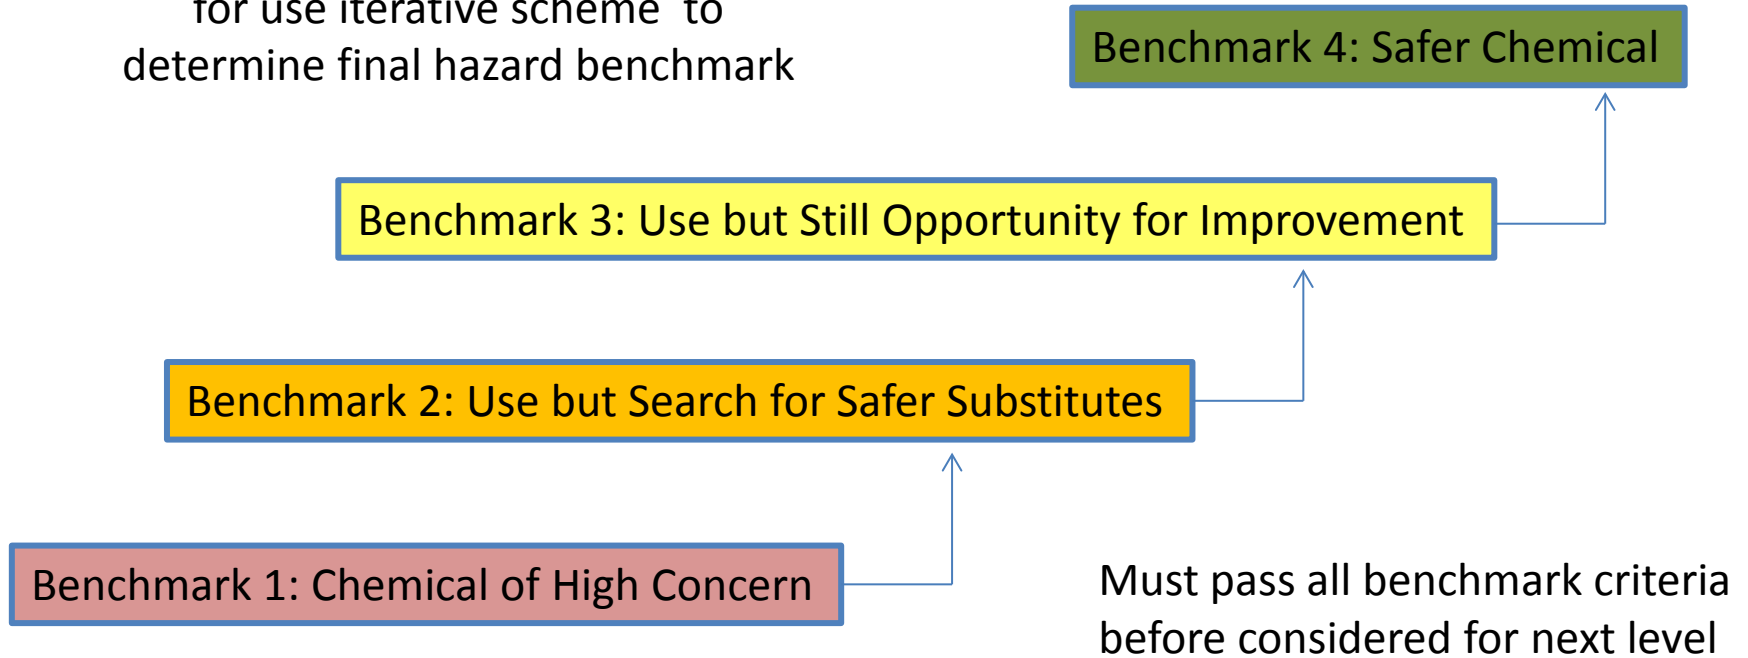 for use iterative scheme to
determine final hazard benchmark
Benchmark 4: Safer Chemical
Benchmark 3: Use but Still Opportunity for Improvement
Benchmark 2: Use but Search for Safer Substitutes
Benchmark 1: Chemical of High Concern
Must pass all benchmark criteria
before considered for next level